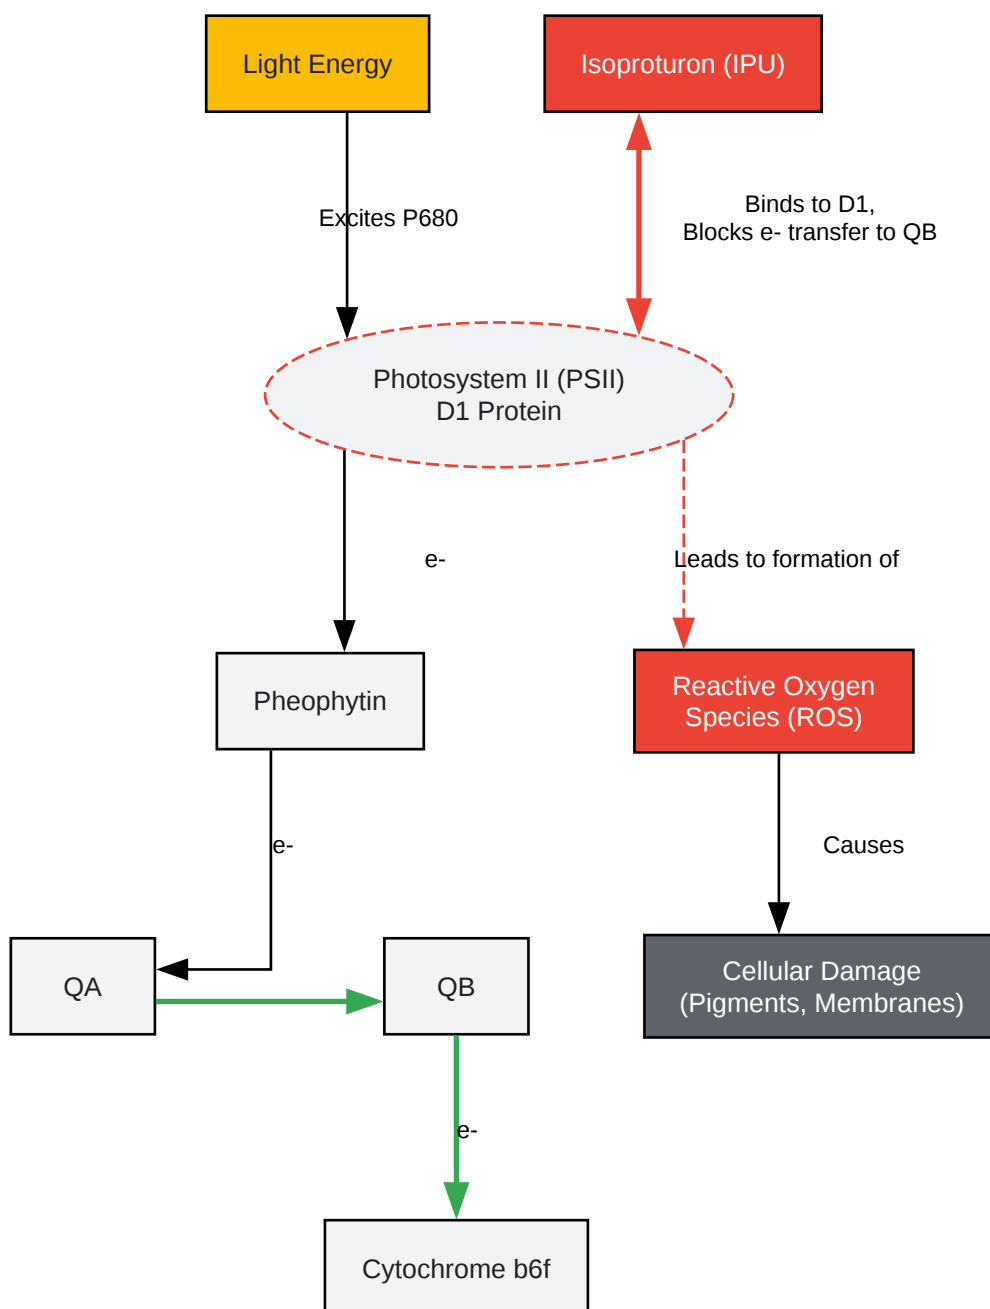 Light Energy
Isoproturon (IPU)
Excites P680
Binds to D1,
Blocks e- transfer to QB
Photosystem II (PSII)
D1 Protein
e-
Leads to formation of
Pheophytin
Reactive Oxygen
Species (ROS)
e-
Causes
QA
QB
Cellular Damage
(Pigments, Membranes)
e-
Cytochrome b6f